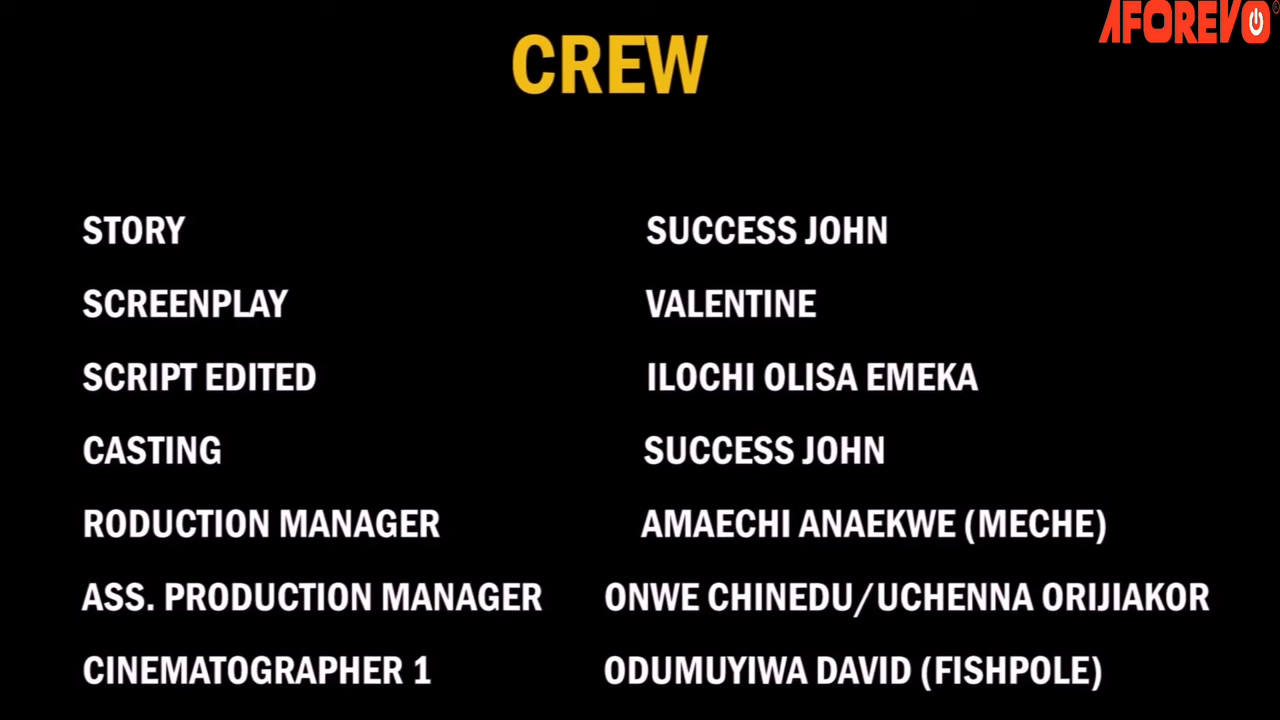 AFOREVO
CREW
STORY SUCCESS JOHN
SCREENPLAY VALENTINE
SCRIPT EDITED ILOCHI OLISA EMEKA
CASTING SUCCESS JOHN
RODUCTION MANAGER AMAECHI ANAEKWE (MECHE)
ASS. PRODUCTION MANAGER ONWE CHINEDU/UCHENNA ORIJIAKOR
CINEMATOGRAPHER 1 ODUMUYIWA DAVID (FISHPOLE)